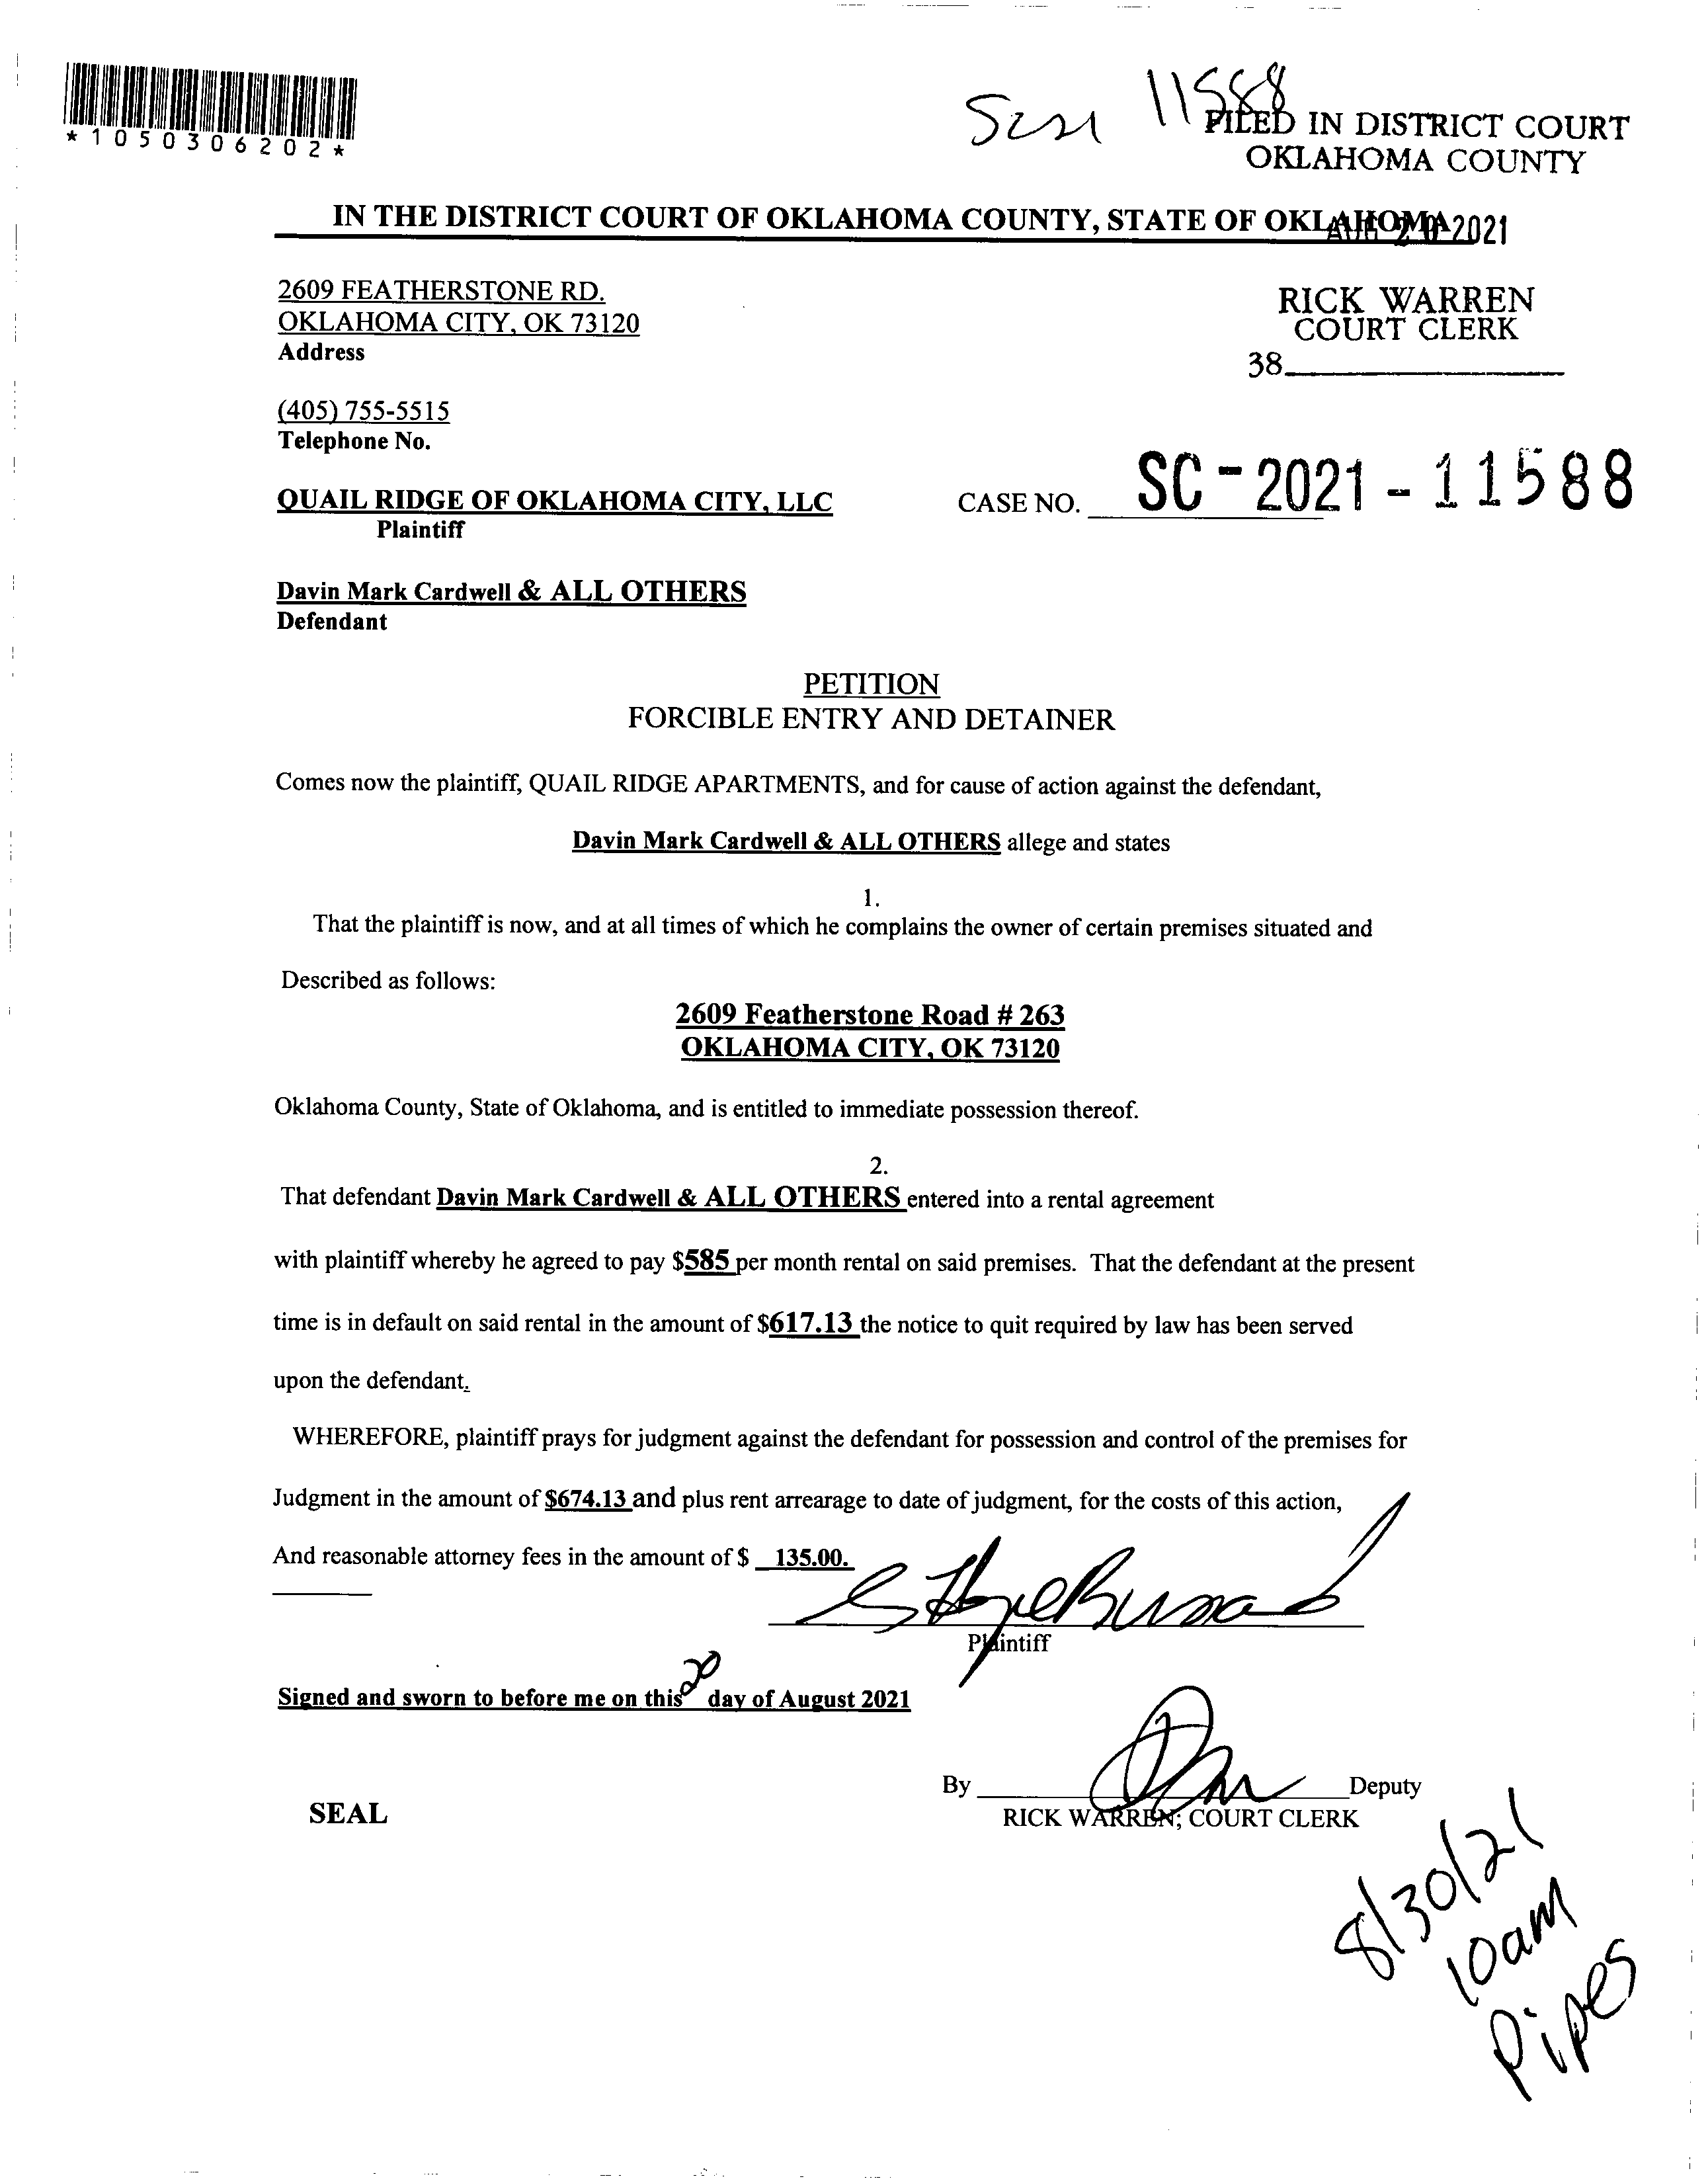 *1050306202*
11588
FILED IN DISTRICT COURT
OKLAHOMA COUNTY
IN THE DISTRICT COURT OF OKLAHOMA COUNTY, STATE OF OKLAHOMA
AUG 20 2021
2609 FEATHERSTONE RD.
OKLAHOMA CITY, OK 73120
Address
RICK WARREN
COURT CLERK
38
(405) 755-5515
Telephone No.
QUAIL RIDGE OF OKLAHOMA CITY, LLC
Plaintiff
CASE NO. SC-2021-11588
Davin Mark Cardwell & ALL OTHERS
Defendant
PETITION
FORCIBLE ENTRY AND DETAINER
Comes now the plaintiff, QUAIL RIDGE APARTMENTS, and for cause of action against the defendant,
Davin Mark Cardwell & ALL OTHERS allege and states
1.
That the plaintiff is now, and at all times of which he complains the owner of certain premises situated and
Described as follows:
2609 Featherstone Road # 263
OKLAHOMA CITY, OK 73120
Oklahoma County, State of Oklahoma, and is entitled to immediate possession thereof.
2.
That defendant Davin Mark Cardwell & ALL OTHERS entered into a rental agreement
with plaintiff whereby he agreed to pay $585 per month rental on said premises. That the defendant at the present
time is in default on said rental in the amount of $617.13 the notice to quit required by law has been served
upon the defendant.
WHEREFORE, plaintiff prays for judgment against the defendant for possession and control of the premises for
Judgment in the amount of $674.13 and plus rent arrearage to date of judgment, for the costs of this action,
And reasonable attorney fees in the amount of $ 135.00.
Plaintiff
Signed and sworn to before me on this 20 day of August 2021
By Deputy
SEAL
RICK WARREN; COURT CLERK
8/30/21
10am
Pipes